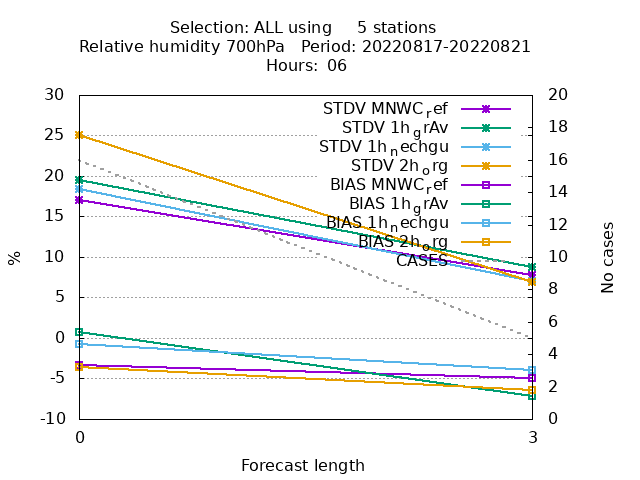 Selection: ALL using 5 stations
Relative humidity 700hPa Period: 20220817-20220821
Hours: 06
30 20
25 18
20 16
15 14
10 12
5 10
0 8
-5 6
-10 4
2
0
%
No cases
STDV MNWC_ref
STDV 1h_grAv
STDV 1h_nechgu
STDV 2h_org
BIAS MNWC_ref
BIAS 1h_grAv
BIAS 1h_nechgu
BIAS 2h_org
CASES
0 3
Forecast length